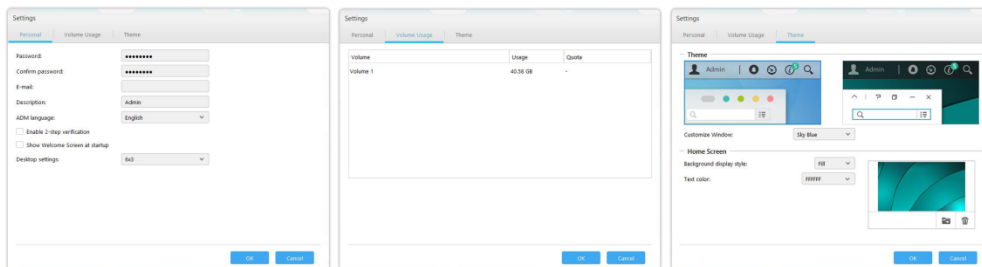 Settings
Personal Volume Usage Theme
Password: ••••••••
Confirm password: ••••••••
E-mail:
Description: Admin
ADM language: English
Enable 2-step verification
Show Welcome Screen at startup
Desktop settings: 6x3
OK Cancel
Settings
Personal Volume Usage Theme
Volume Usage Quota
Volume 1 40.58 GB -
OK Cancel
Settings
Personal Volume Usage Theme
Theme
Admin 5
Admin 5
Customize Window: Sky Blue
Home Screen
Background display style: Fill
Text color: FFFFFF
OK Cancel